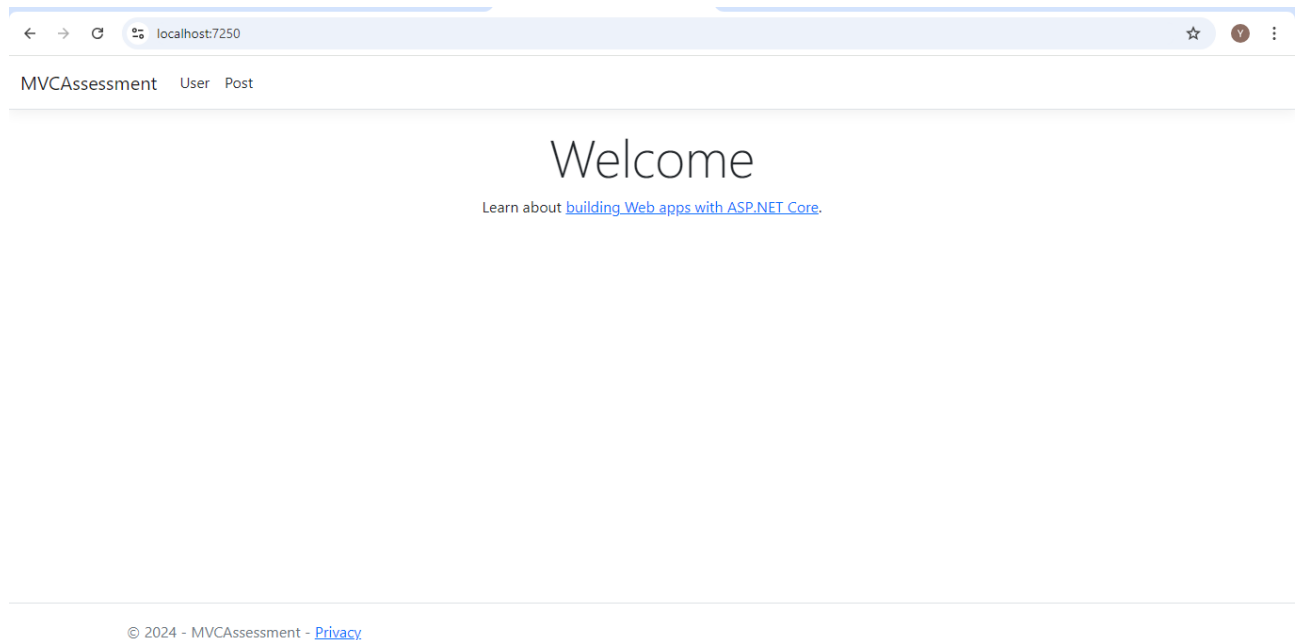 localhost:7250
Y
MVCAssessment User Post
Welcome
Learn about building Web apps with ASP.NET Core.
© 2024 - MVCAssessment - Privacy